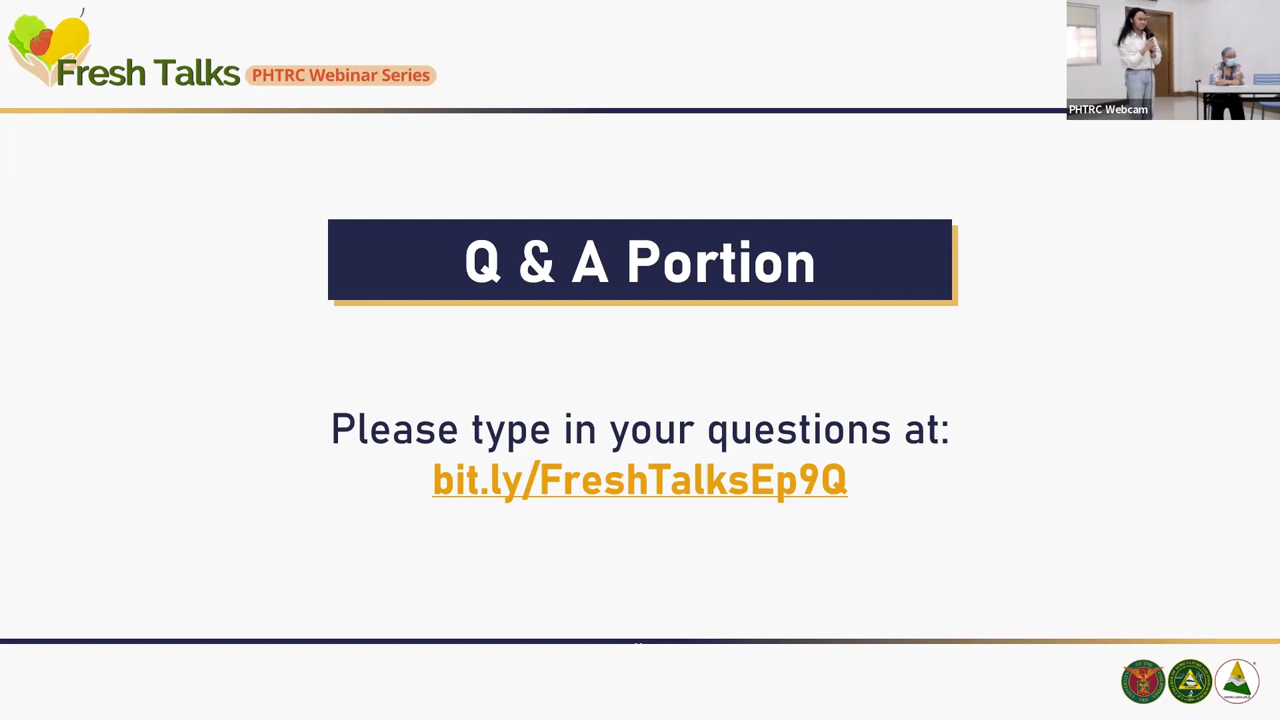 Fresh Talks
PHTRC Webinar Series
PHTRC Webcam
Q & A Portion
Please type in your questions at:
bit.ly/FreshTalksEp9Q